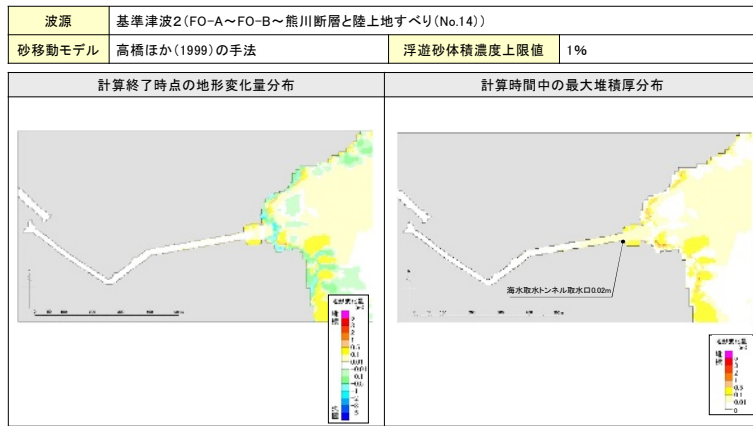 波源
基準津波2(FO-A～FO-B～熊川断層と陸上地すべり(No.14))
砂移動モデル
高橋ほか(1999)の手法
浮遊砂体積濃度上限値
1%
計算終了時点の地形変化量分布
計算時間中の最大堆積厚分布
海水取水トンネル取水口0.02m